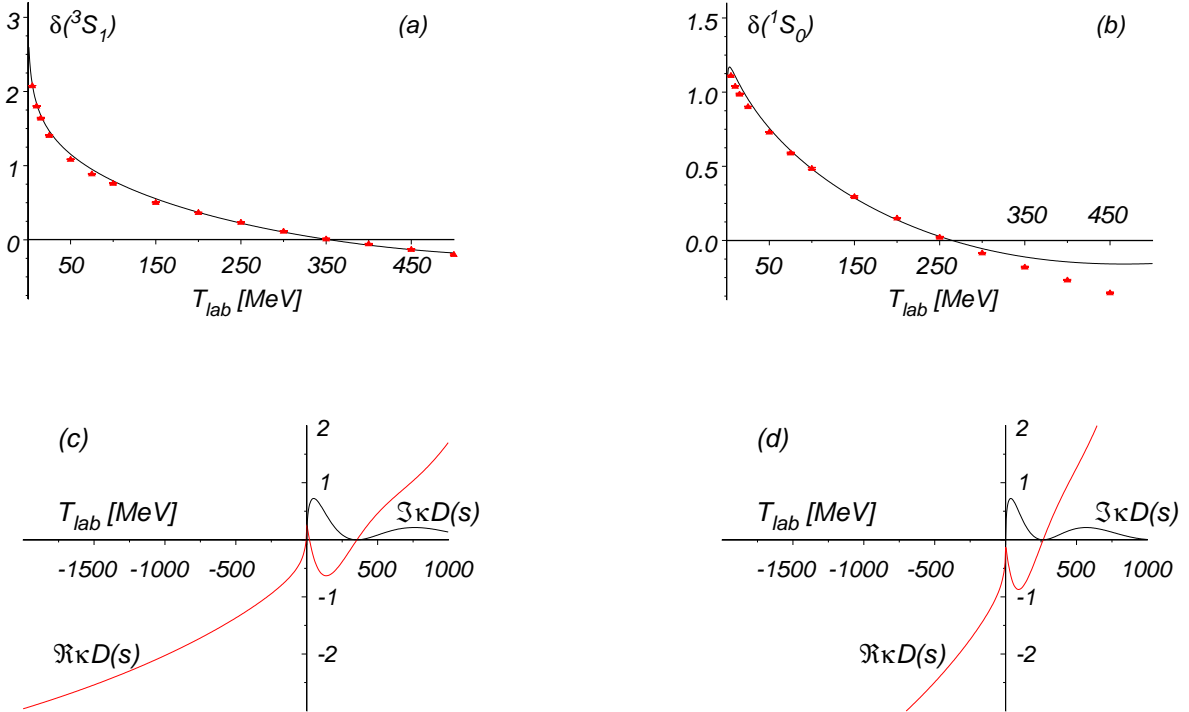 3 δ(³S₁) (a)
2
1
0
50 150 250 350 450
T_lab [MeV]
1.5 δ(¹S₀) (b)
1.0
0.5
350 450
0.0
50 150 250
T_lab [MeV]
(c) 2
1
T_lab [MeV] ℑκD(s)
-1500 -1000 -500 500 1000
-1
ℜκD(s) -2
(d) 2
1
T_lab [MeV] ℑκD(s)
-1500 -1000 -500 500 1000
-1
ℜκD(s) -2